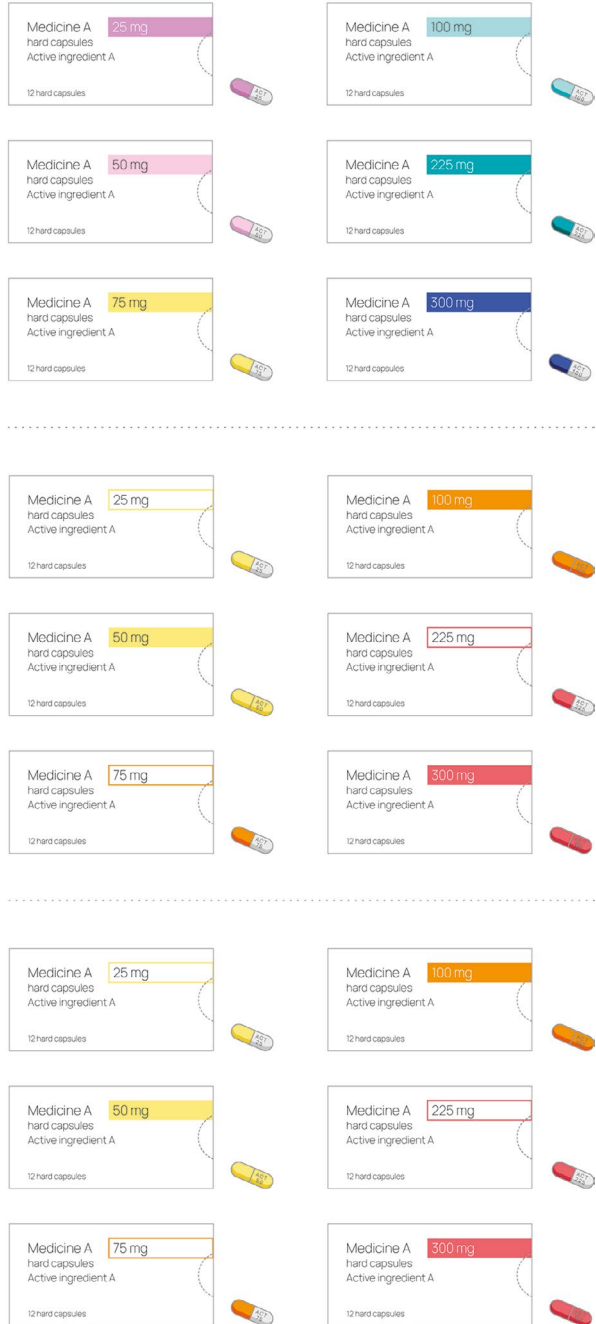 Medicine A 25 mg
hard capsules
Active ingredient A
12 hard capsules
Medicine A 100 mg
hard capsules
Active ingredient A
12 hard capsules
Medicine A 50 mg
hard capsules
Active ingredient A
12 hard capsules
Medicine A 225 mg
hard capsules
Active ingredient A
12 hard capsules
Medicine A 75 mg
hard capsules
Active ingredient A
12 hard capsules
Medicine A 300 mg
hard capsules
Active ingredient A
12 hard capsules
Medicine A 25 mg
hard capsules
Active ingredient A
12 hard capsules
Medicine A 100 mg
hard capsules
Active ingredient A
12 hard capsules
Medicine A 50 mg
hard capsules
Active ingredient A
12 hard capsules
Medicine A 225 mg
hard capsules
Active ingredient A
12 hard capsules
Medicine A 75 mg
hard capsules
Active ingredient A
12 hard capsules
Medicine A 300 mg
hard capsules
Active ingredient A
12 hard capsules
Medicine A 25 mg
hard capsules
Active ingredient A
12 hard capsules
Medicine A 100 mg
hard capsules
Active ingredient A
12 hard capsules
Medicine A 50 mg
hard capsules
Active ingredient A
12 hard capsules
Medicine A 225 mg
hard capsules
Active ingredient A
12 hard capsules
Medicine A 75 mg
hard capsules
Active ingredient A
12 hard capsules
Medicine A 300 mg
hard capsules
Active ingredient A
12 hard capsules